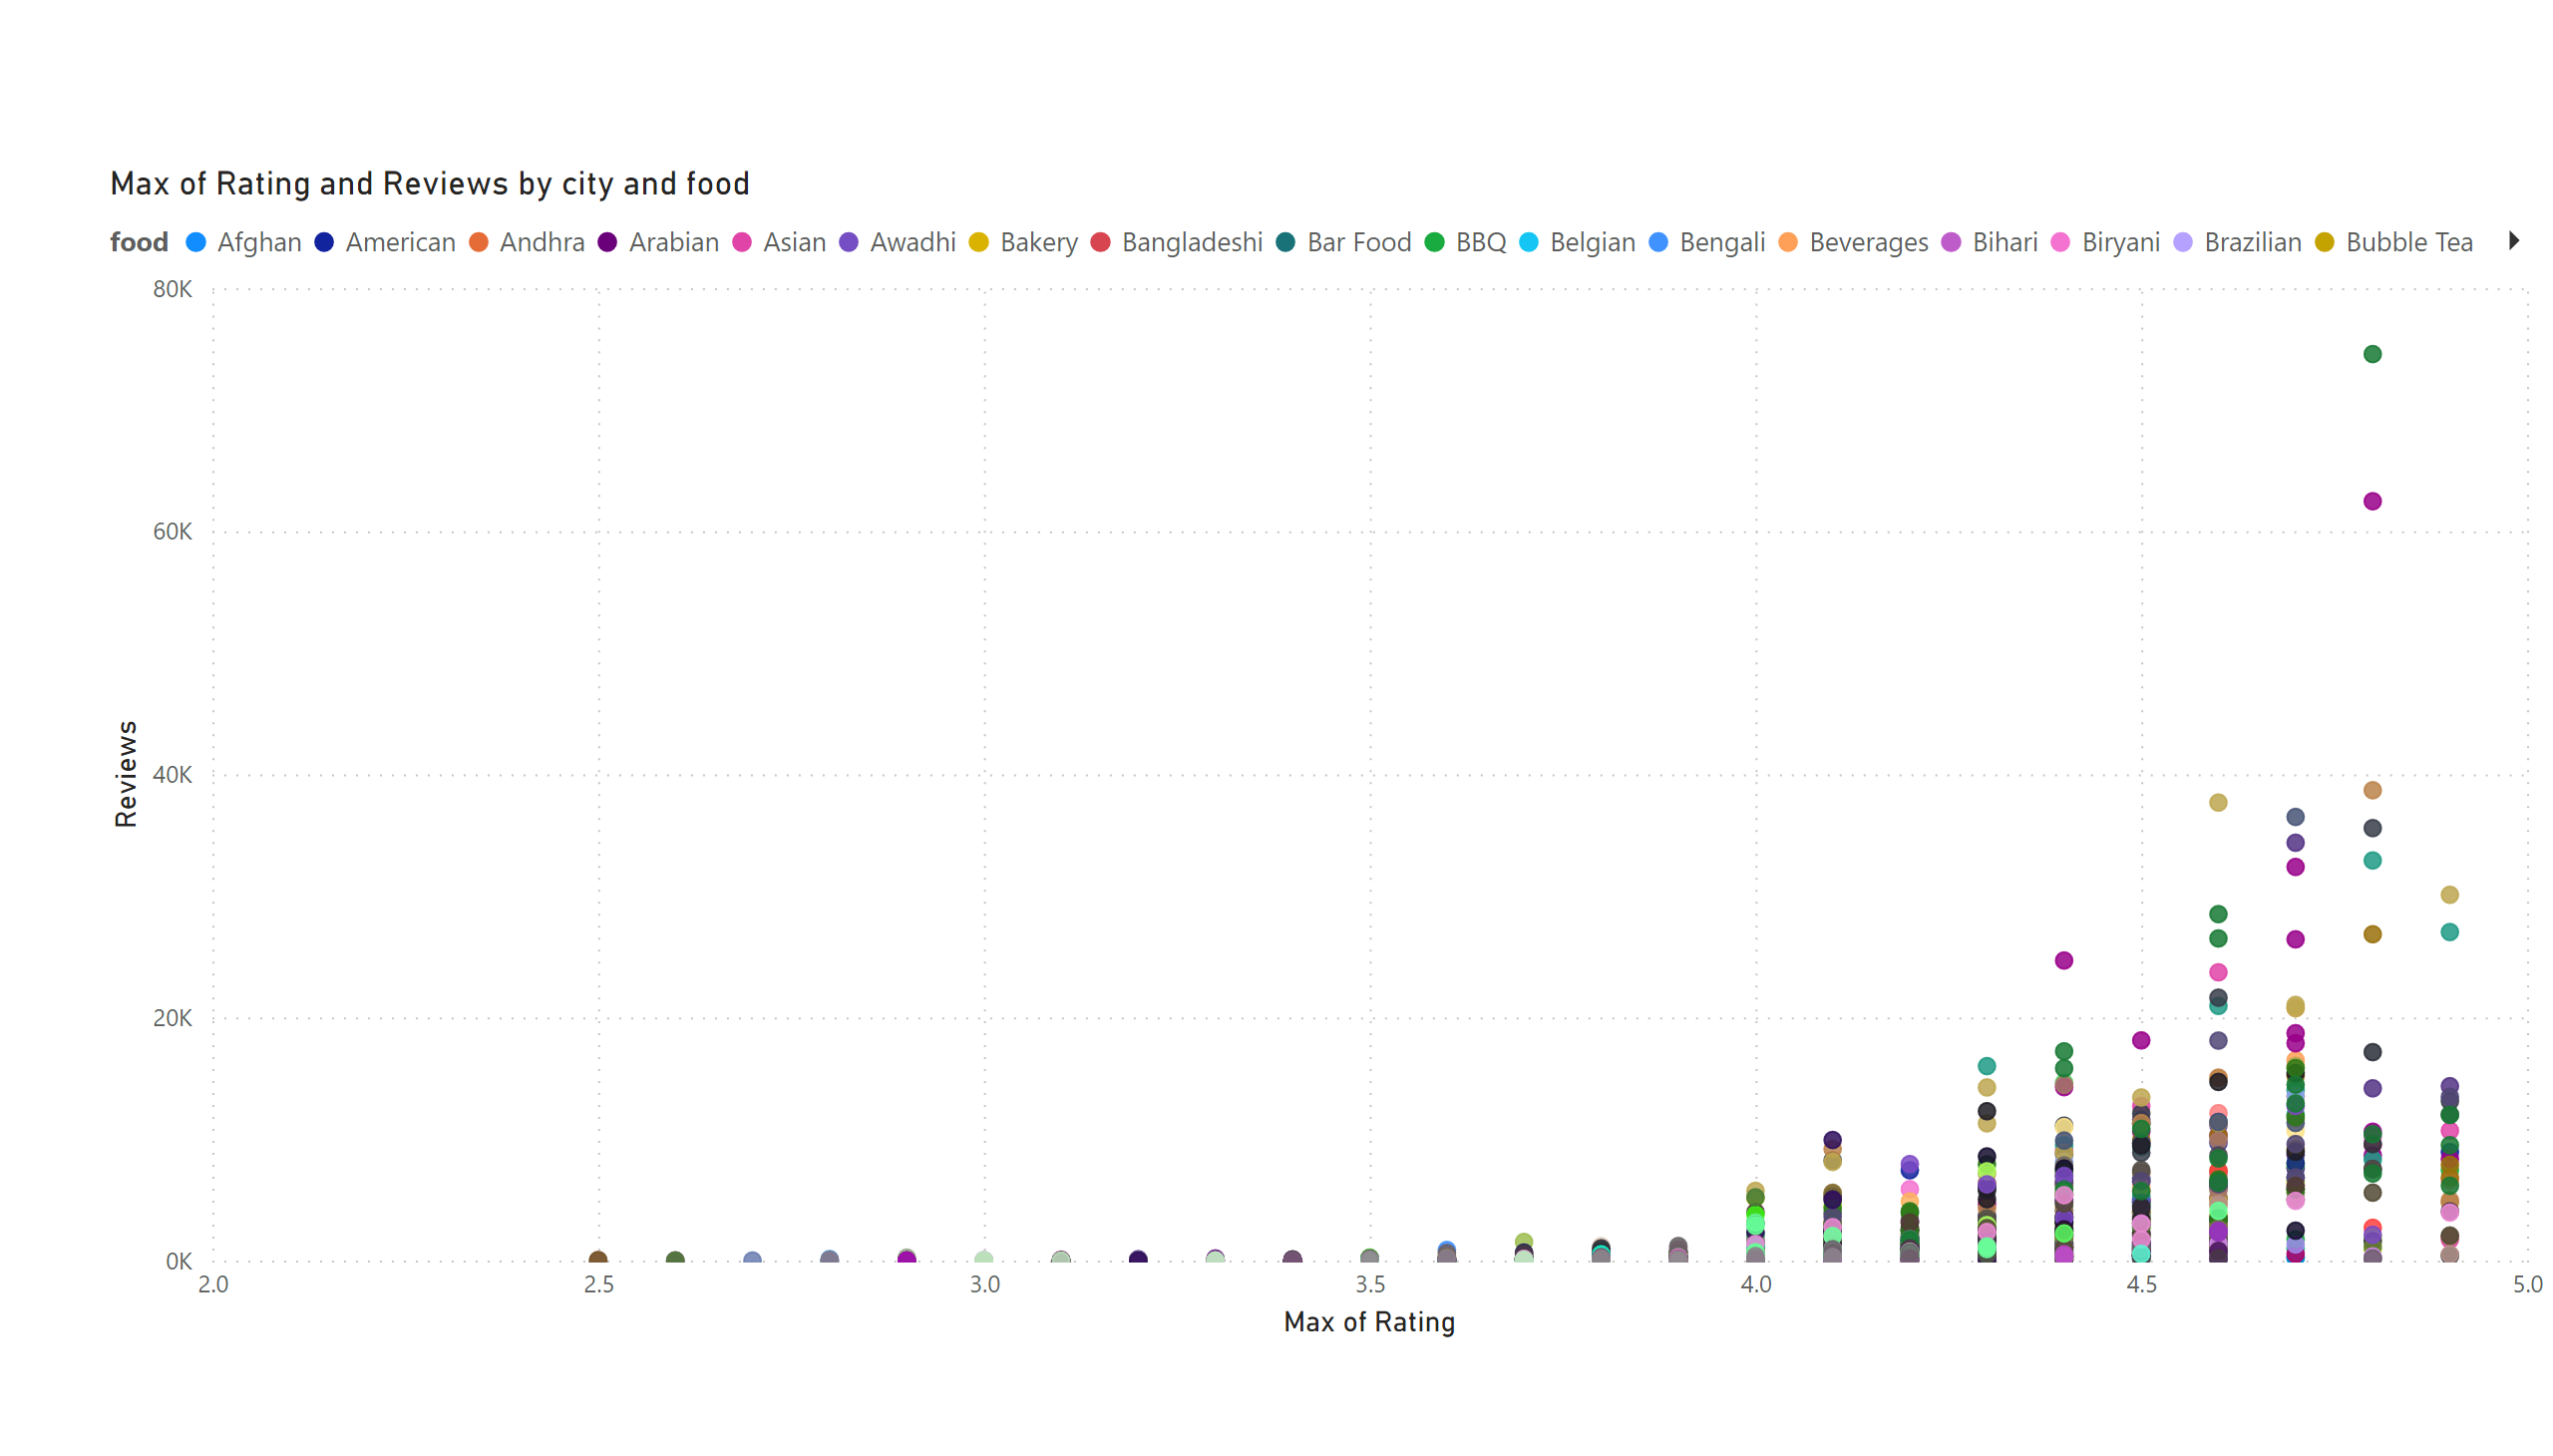 Max of Rating and Reviews by city and food
food Afghan American Andhra Arabian Asian Awadhi Bakery Bangladeshi Bar Food BBQ Belgian Bengali Beverages Bihari Biryani Brazilian Bubble Tea
80K
60K
40K
20K
0K
Reviews
2.0 2.5 3.0 3.5 4.0 4.5 5.0
Max of Rating